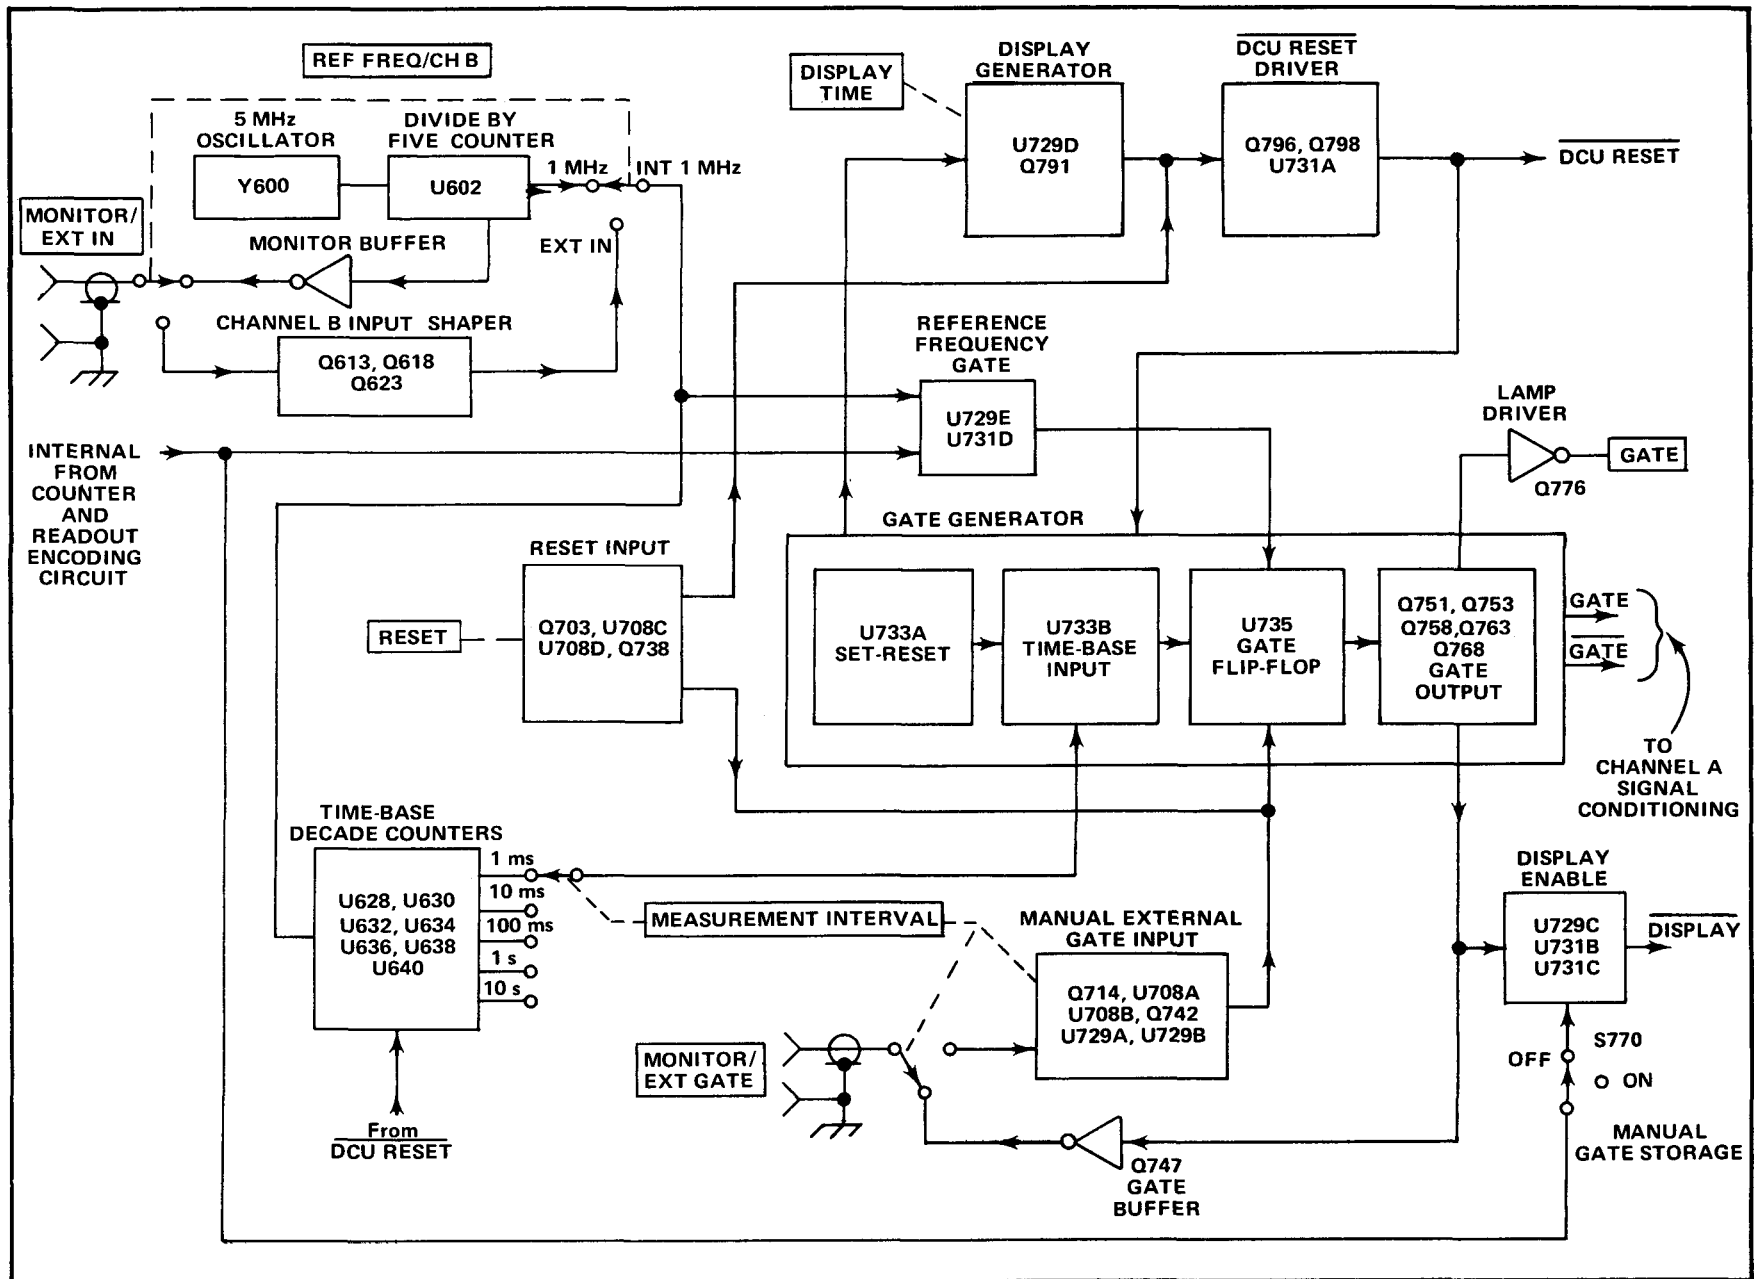 REF FREQ/CH B
5 MHz
OSCILLATOR
Y600
DIVIDE BY
FIVE COUNTER
U602
1 MHz
INT 1 MHz
EXT IN
MONITOR/
EXT IN
MONITOR BUFFER
CHANNEL B INPUT SHAPER
Q613, Q618
Q623
DISPLAY
TIME
DISPLAY
GENERATOR
U729D
Q791
DCU RESET
DRIVER
Q796, Q798
U731A
DCU RESET
REFERENCE
FREQUENCY
GATE
U729E
U731D
LAMP
DRIVER
Q776
GATE
INTERNAL
FROM
COUNTER
AND
READOUT
ENCODING
CIRCUIT
RESET INPUT
RESET
Q703, U708C
U708D, Q738
GATE GENERATOR
U733A
SET-RESET
U733B
TIME-BASE
INPUT
U735
GATE
FLIP-FLOP
Q751, Q753
Q758,Q763
Q768
GATE
OUTPUT
GATE
GATE
TO
CHANNEL A
SIGNAL
CONDITIONING
TIME-BASE
DECADE COUNTERS
U628, U630
U632, U634
U636, U638
U640
1 ms
10 ms
100 ms
1 s
10 s
From
DCU RESET
MEASUREMENT INTERVAL
MANUAL EXTERNAL
GATE INPUT
Q714, U708A
U708B, Q742
U729A, U729B
MONITOR/
EXT GATE
Q747
GATE
BUFFER
DISPLAY
ENABLE
U729C
U731B
U731C
DISPLAY
S770
OFF
ON
MANUAL
GATE STORAGE